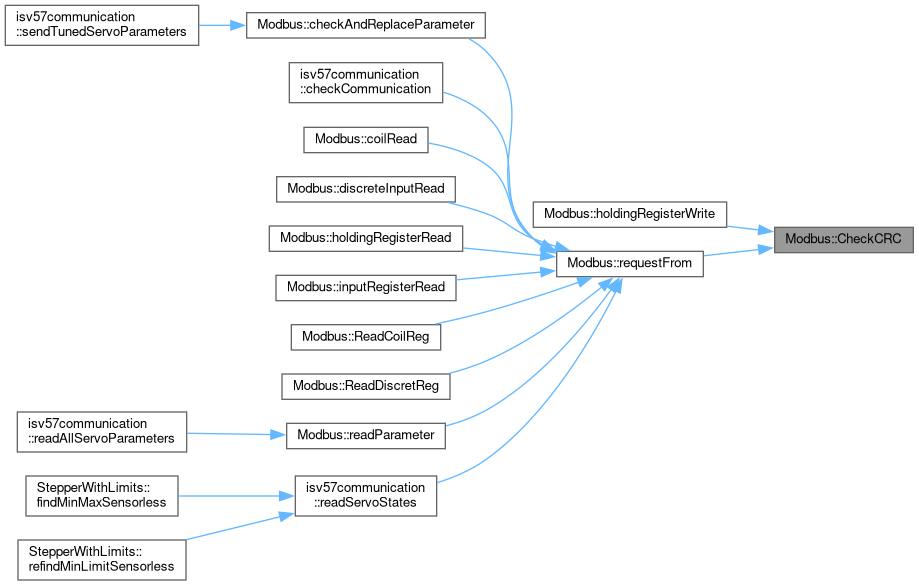 isv57communication
::sendTunedServoParameters
Modbus::checkAndReplaceParameter
isv57communication
::checkCommunication
Modbus::coilRead
Modbus::discreteInputRead
Modbus::holdingRegisterWrite
Modbus::holdingRegisterRead
Modbus::CheckCRC
Modbus::requestFrom
Modbus::inputRegisterRead
Modbus::ReadCoilReg
Modbus::ReadDiscretReg
isv57communication
::readAllServoParameters
Modbus::readParameter
StepperWithLimits::
findMinMaxSensorless
isv57communication
::readServoStates
StepperWithLimits::
refindMinLimitSensorless